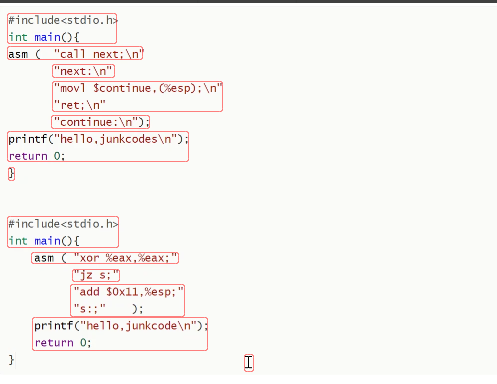 #include<stdio.h>
int main(){
asm (  "call next;\n"
"next:\n"
"movl $continue,(%esp);\n"
"ret;\n"
"continue:\n");
printf("hello,junkcodes\n");
return 0;
}
#include<stdio.h>
int main(){
asm ( "xor %eax,%eax;"
"jz s;"
"add $0x11,%esp;"
"s:;"    );
printf("hello,junkcode\n");
return 0;
}